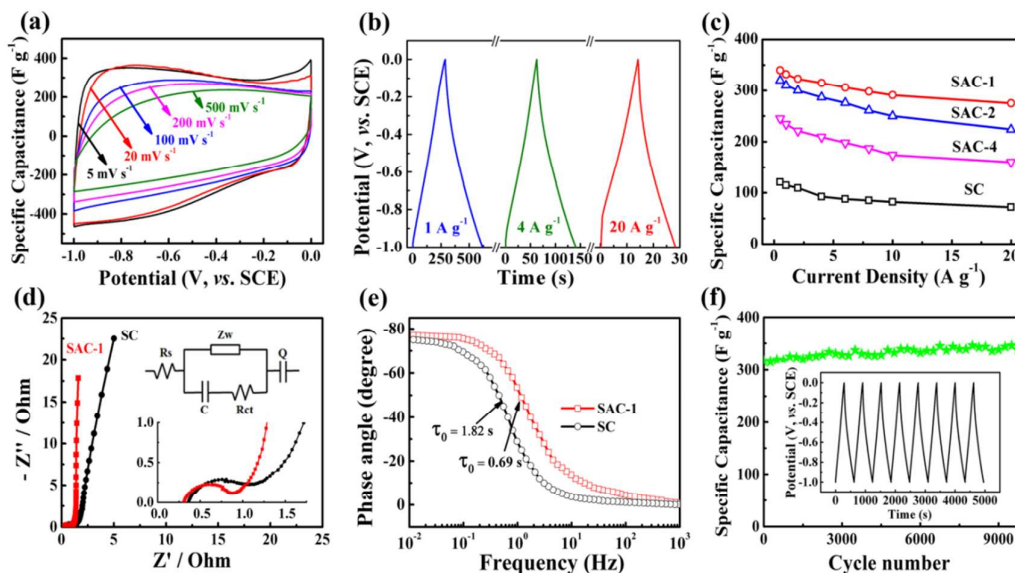 (a)
Specific Capacitance (F g⁻¹)
400
200
0
-200
-400
500 mV s⁻¹
200 mV s⁻¹
100 mV s⁻¹
20 mV s⁻¹
5 mV s⁻¹
-1.0 -0.8 -0.6 -0.4 -0.2 0.0
Potential (V, vs. SCE)
(b)
Potential (V, vs. SCE)
0.0
-0.2
-0.4
-0.6
-0.8
-1.0
1 A g⁻¹
4 A g⁻¹
20 A g⁻¹
0 250 500 0 50 100 150 0 10 20 30
Time (s)
(c)
Specific Capacitance (F g⁻¹)
400
300
200
100
0
SAC-1
SAC-2
SAC-4
SC
0 5 10 15 20
Current Density (A g⁻¹)
(d)
- Z'' / Ohm
25
20
15
10
5
0
SAC-1
SC
Zw
Rs
Q
C
Rct
1.0
0.5
0.0
0.0 0.5 1.0 1.5
0 5 10 15 20 25
Z' / Ohm
(e)
Phase angle (degree)
-80
-60
-40
-20
-0
τ₀ = 1.82 s
τ₀ = 0.69 s
SAC-1
SC
10⁻² 10⁻¹ 10⁰ 10¹ 10² 10³
Frequency (Hz)
(f)
Specific Capacitance (F g⁻¹)
400
300
200
100
0
Potential (V, vs. SCE)
0.0
-0.2
-0.4
-0.6
-0.8
-1.0
0 1000 2000 3000 4000 5000
Time (s)
0 3000 6000 9000
Cycle number